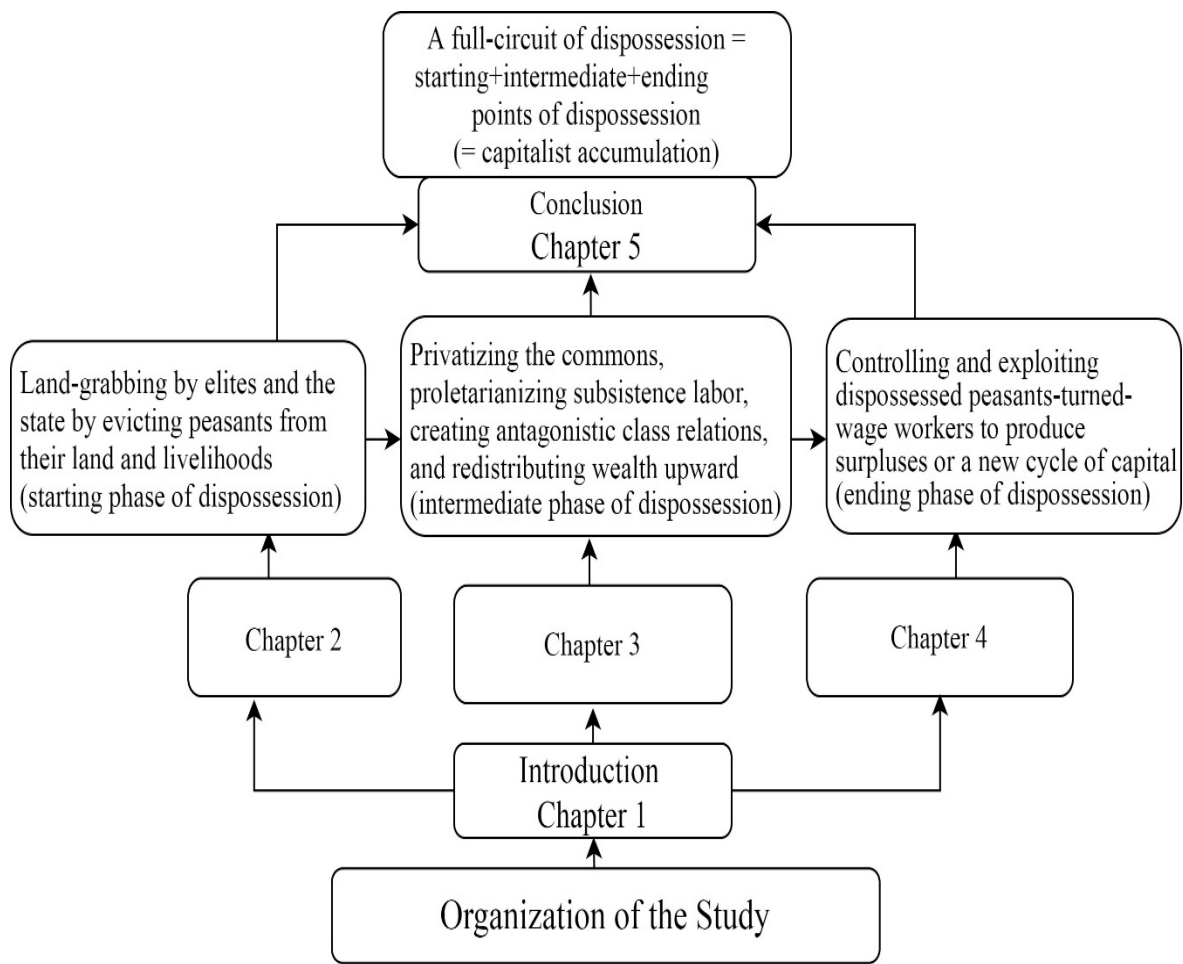 A full-circuit of dispossession =
starting+intermediate+ending
points of dispossession
(= capitalist accumulation)
Conclusion
Chapter 5
Land-grabbing by elites and the
state by evicting peasants from
their land and livelihoods
(starting phase of dispossession)
Privatizing the commons,
proletarianizing subsistence labor,
creating antagonistic class relations,
and redistributing wealth upward
(intermediate phase of dispossession)
Controlling and exploiting
dispossessed peasants-turned-
wage workers to produce
surpluses or a new cycle of capital
(ending phase of dispossession)
Chapter 2
Chapter 3
Chapter 4
Introduction
Chapter 1
Organization of the Study